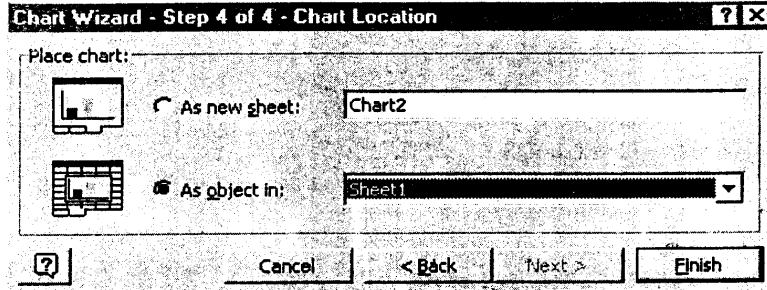 Chart Wizard - Step 4 of 4 - Chart Location ? X
Place chart:
As new sheet: Chart2
As object in: Sheet1
? Cancel < Back Next > Finish